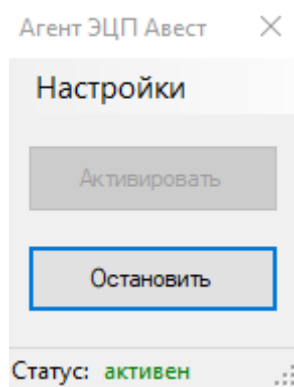 Агент ЭЦП Авест
Настройки
Активировать
Остановить
Статус: активен